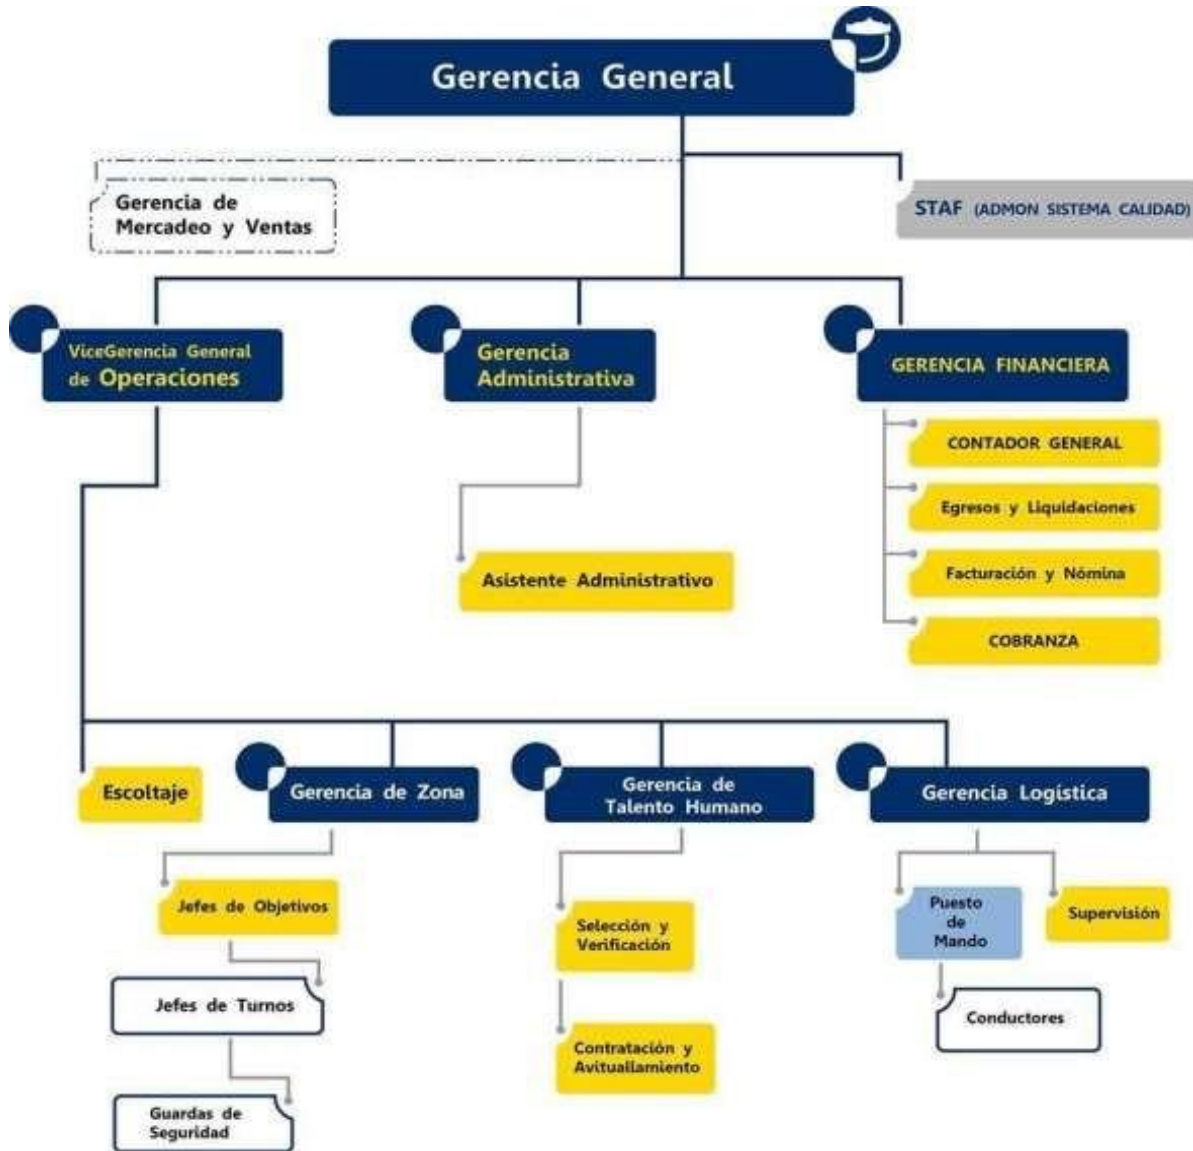 Gerencia General
Gerencia de
Mercadeo y Ventas
STAF (ADMON SISTEMA CALIDAD)
ViceGerencia General
de Operaciones
Gerencia
Administrativa
GERENCIA FINANCIERA
CONTADOR GENERAL
Egresos y Liquidaciones
Facturación y Nómina
COBRANZA
Asistente Administrativo
Escoltaje
Gerencia de Zona
Gerencia de
Talento Humano
Gerencia Logística
Jefes de Objetivos
Jefes de Turnos
Guardas de
Seguridad
Selección y
Verificación
Contratación y
Avituallamiento
Puesto
de
Mando
Supervisión
Conductores